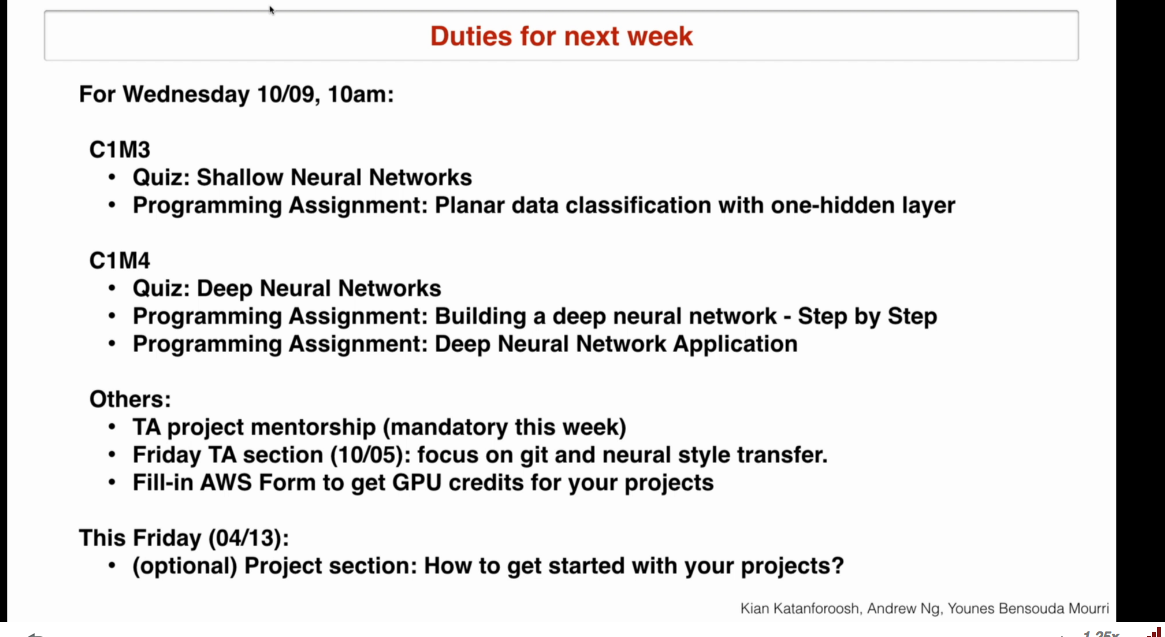 Duties for next week
For Wednesday 10/09, 10am:
C1M3
• Quiz: Shallow Neural Networks
• Programming Assignment: Planar data classification with one-hidden layer
C1M4
• Quiz: Deep Neural Networks
• Programming Assignment: Building a deep neural network - Step by Step
• Programming Assignment: Deep Neural Network Application
Others:
• TA project mentorship (mandatory this week)
• Friday TA section (10/05): focus on git and neural style transfer.
• Fill-in AWS Form to get GPU credits for your projects
This Friday (04/13):
• (optional) Project section: How to get started with your projects?
Kian Katanforoosh, Andrew Ng, Younes Bensouda Mourri
1.25x